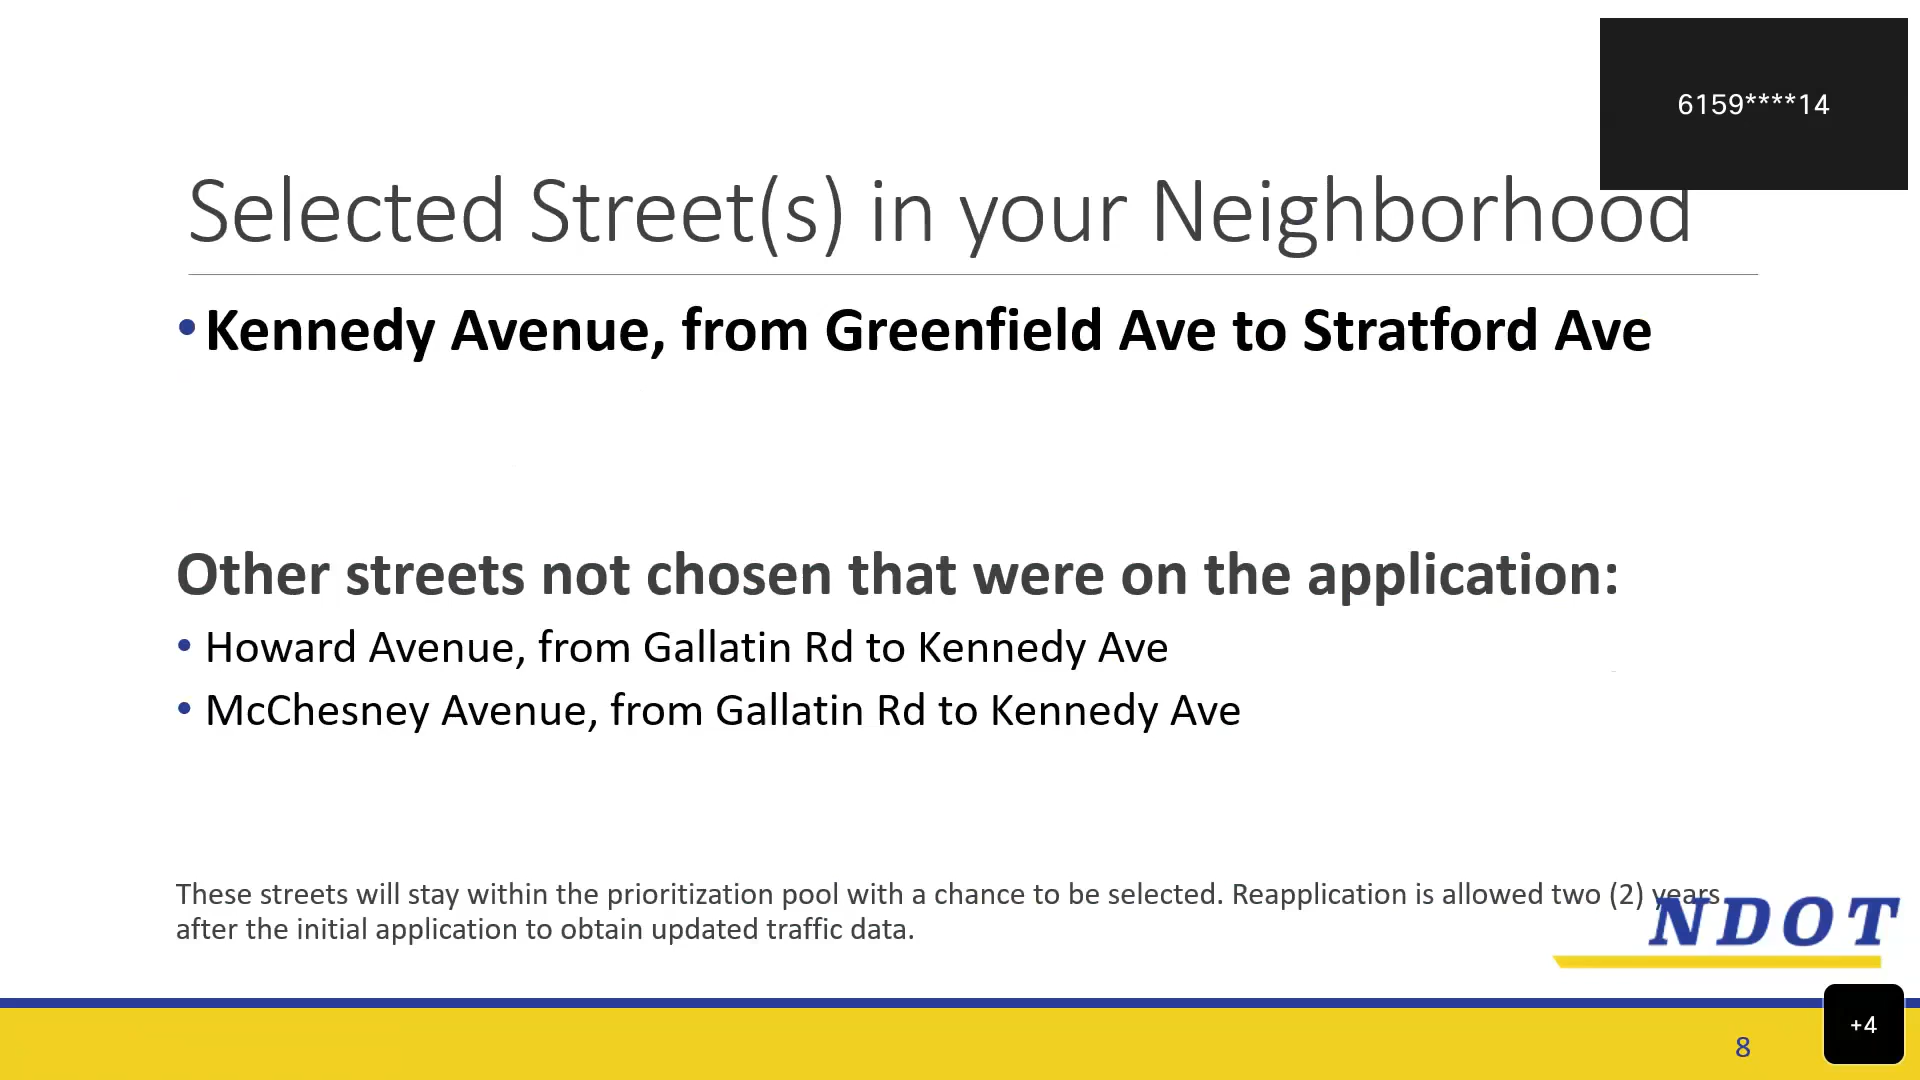 6159****14
Selected Street(s) in your Neighborhood
• Kennedy Avenue, from Greenfield Ave to Stratford Ave
Other streets not chosen that were on the application:
• Howard Avenue, from Gallatin Rd to Kennedy Ave
• McChesney Avenue, from Gallatin Rd to Kennedy Ave
These streets will stay within the prioritization pool with a chance to be selected. Reapplication is allowed two (2) years
after the initial application to obtain updated traffic data.
NDOT
+4
8